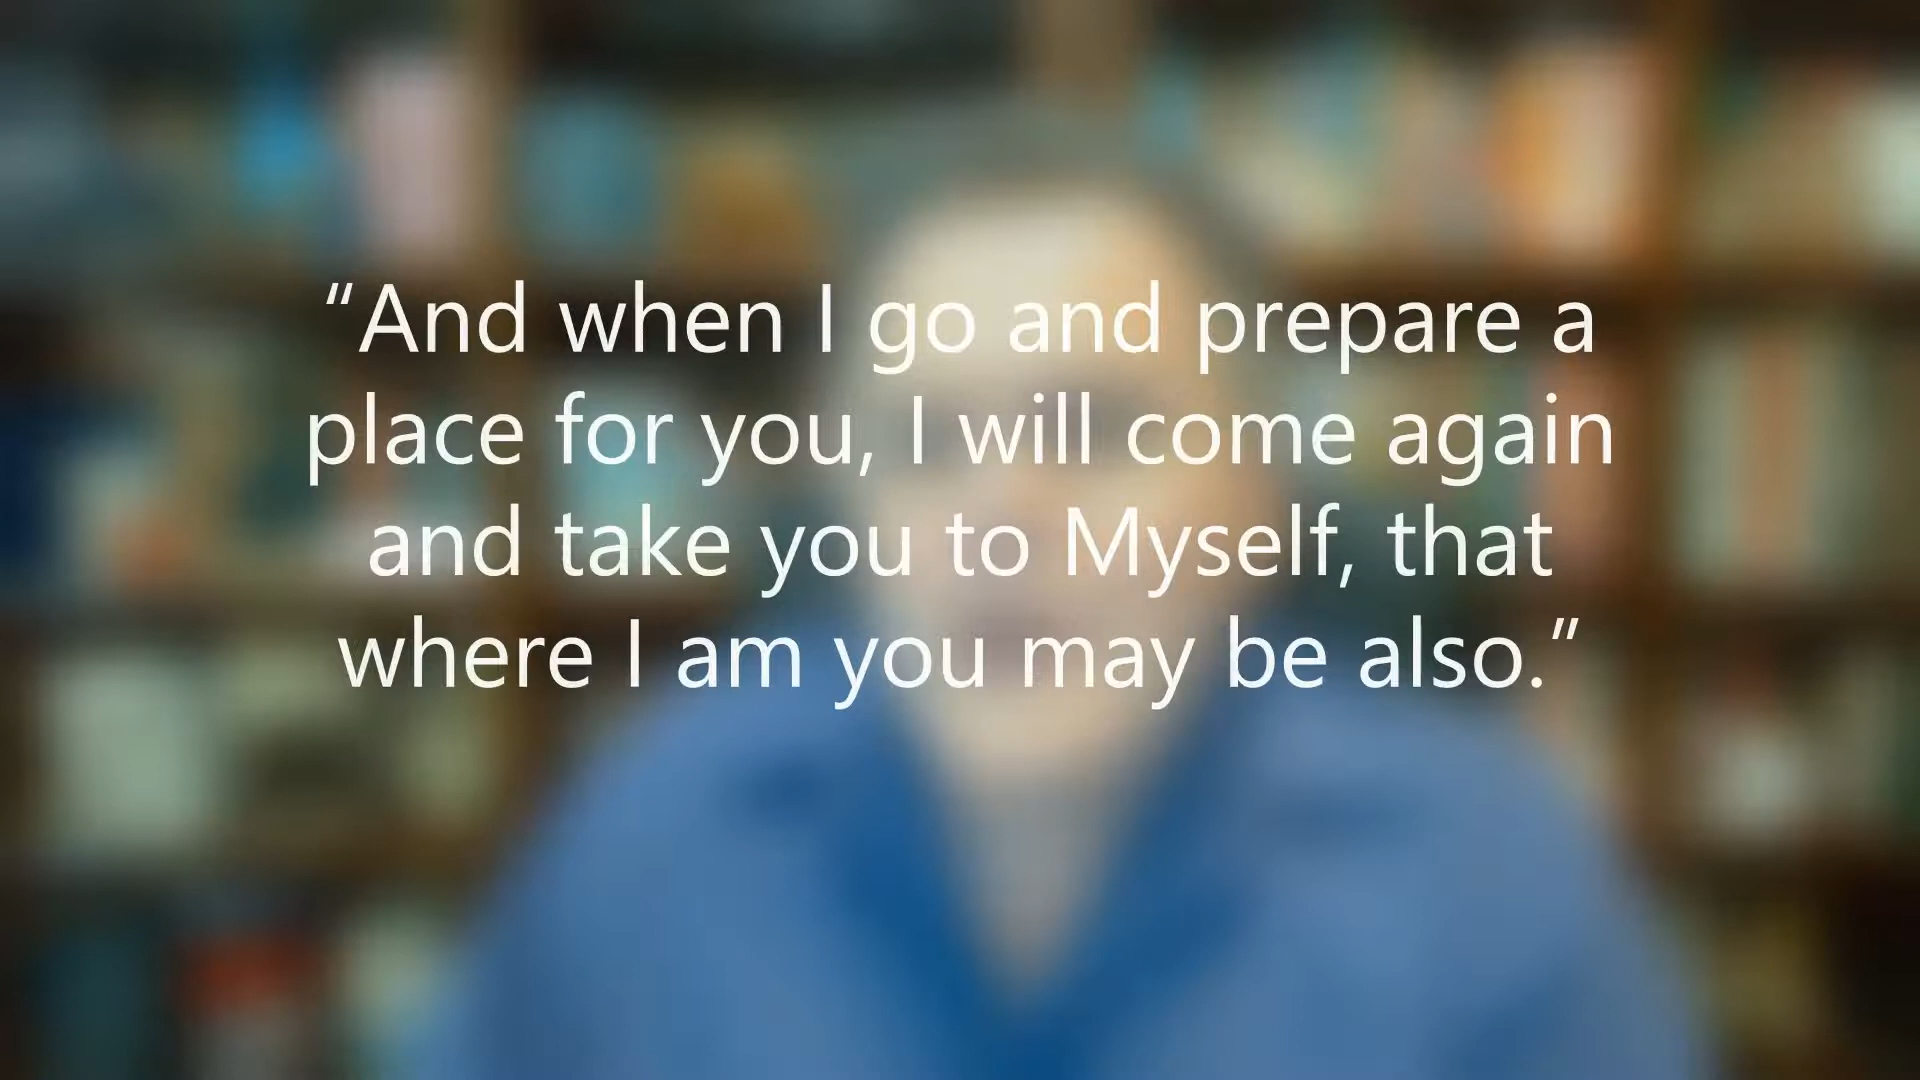 “And when I go and prepare a
place for you, I will come again
and take you to Myself, that
where I am you may be also.”